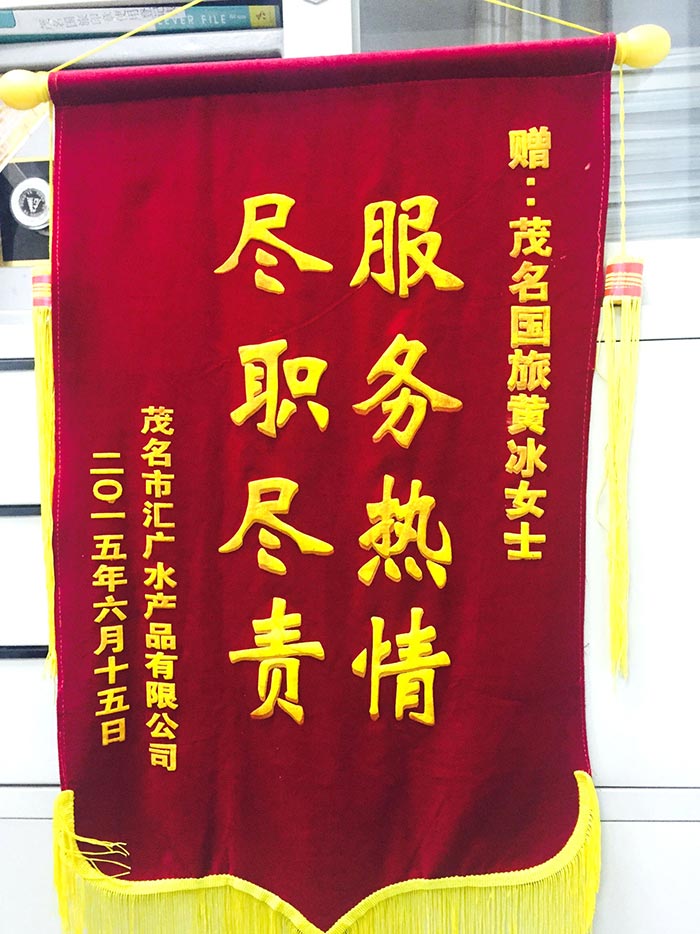 赠：茂名国旅黄冰女士
服务热情
尽职尽责
茂名市汇广水产品有限公司
二〇一五年六月十五日
EVER FILE